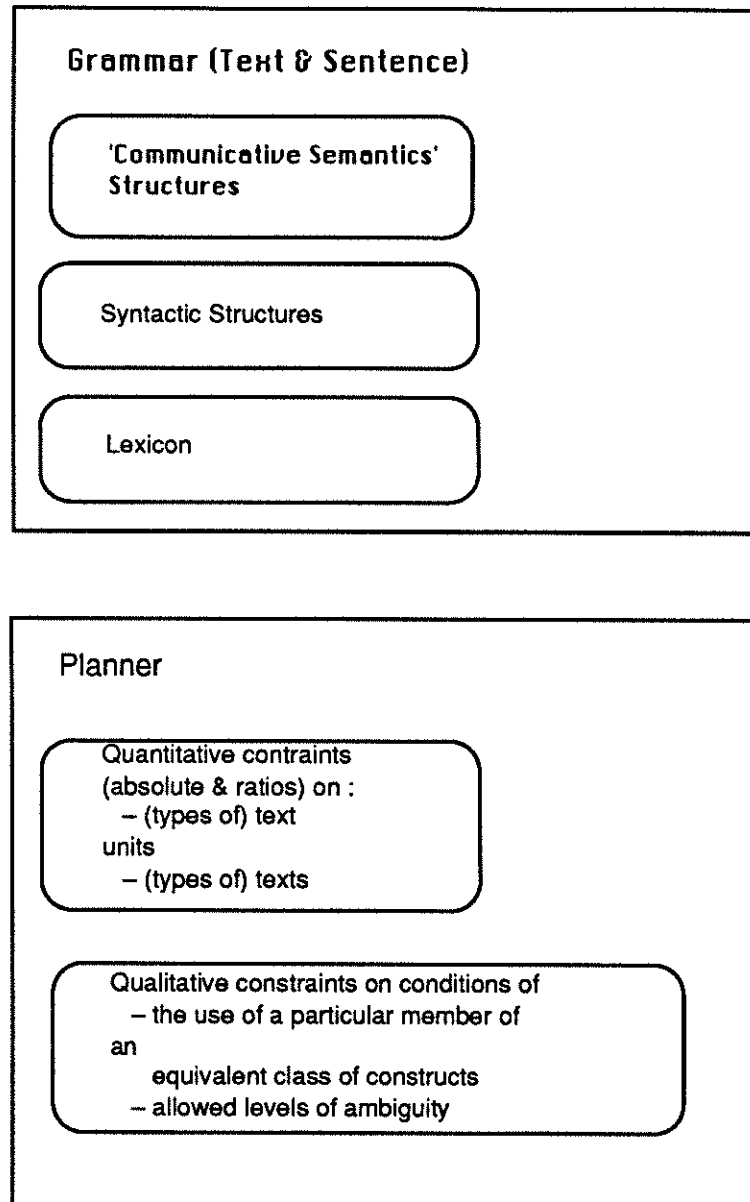 Grammar (Text & Sentence)
'Communicative Semantics'
Structures
Syntactic Structures
Lexicon
Planner
Quantitative contraints
(absolute & ratios) on :
– (types of) text
units
– (types of) texts
Qualitative constraints on conditions of
– the use of a particular member of
an
equivalent class of constructs
– allowed levels of ambiguity